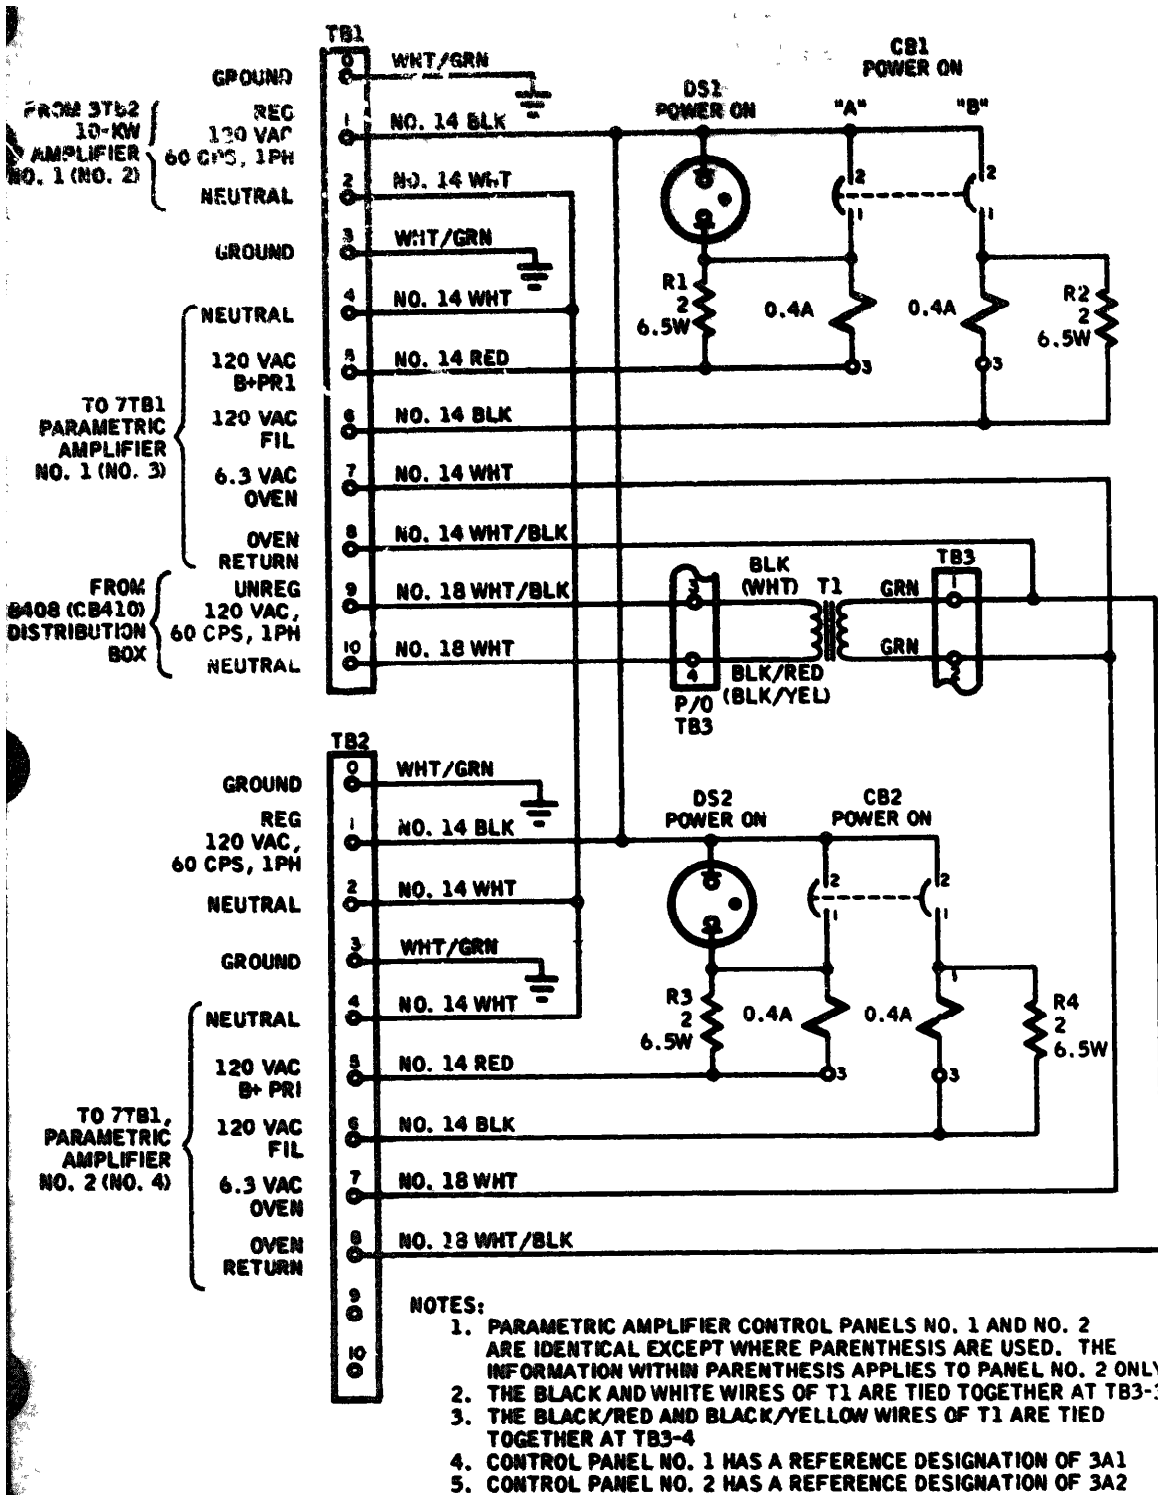 TB1
CB1
POWER ON
DS1
POWER ON
"A"
"B"
GROUND
0
WHT/GRN
FROM 3TB2
10-KW
AMPLIFIER
NO. 1 (NO. 2)
REG
120 VAC
60 CPS, 1PH
1
NO. 14 BLK
NEUTRAL
2
NO. 14 WHT
2
1
2
1
GROUND
3
WHT/GRN
NEUTRAL
4
NO. 14 WHT
R1
2
6.5W
0.4A
0.4A
R2
2
6.5W
120 VAC
B+PRI
5
NO. 14 RED
3
3
TO 7TB1
PARAMETRIC
AMPLIFIER
NO. 1 (NO. 3)
120 VAC
FIL
6
NO. 14 BLK
6.3 VAC
OVEN
7
NO. 14 WHT
OVEN
RETURN
8
NO. 14 WHT/BLK
FROM
(CB410)
DISTRIBUTION
BOX
UNREG
120 VAC,
60 CPS, 1PH
9
NO. 18 WHT/BLK
3
BLK
(WHT)
T1
GRN
TB3
1
NEUTRAL
10
NO. 18 WHT
4
BLK/RED
(BLK/YEL)
GRN
2
P/O
TB3
TB2
GROUND
0
WHT/GRN
DS2
POWER ON
CB2
POWER ON
REG
120 VAC,
60 CPS, 1PH
1
NO. 14 BLK
NEUTRAL
2
NO. 14 WHT
2
1
2
1
GROUND
3
WHT/GRN
NEUTRAL
4
NO. 14 WHT
R3
2
6.5W
0.4A
0.4A
R4
2
6.5W
120 VAC
B+ PRI
5
NO. 14 RED
3
3
TO 7TB1,
PARAMETRIC
AMPLIFIER
NO. 2 (NO. 4)
120 VAC
FIL
6
NO. 14 BLK
6.3 VAC
OVEN
7
NO. 18 WHT
OVEN
RETURN
8
NO. 18 WHT/BLK
9
10
NOTES:
1. PARAMETRIC AMPLIFIER CONTROL PANELS NO. 1 AND NO. 2
ARE IDENTICAL EXCEPT WHERE PARENTHESIS ARE USED. THE
INFORMATION WITHIN PARENTHESIS APPLIES TO PANEL NO. 2 ONLY
2. THE BLACK AND WHITE WIRES OF T1 ARE TIED TOGETHER AT TB3-3
3. THE BLACK/RED AND BLACK/YELLOW WIRES OF T1 ARE TIED
TOGETHER AT TB3-4
4. CONTROL PANEL NO. 1 HAS A REFERENCE DESIGNATION OF 3A1
5. CONTROL PANEL NO. 2 HAS A REFERENCE DESIGNATION OF 3A2